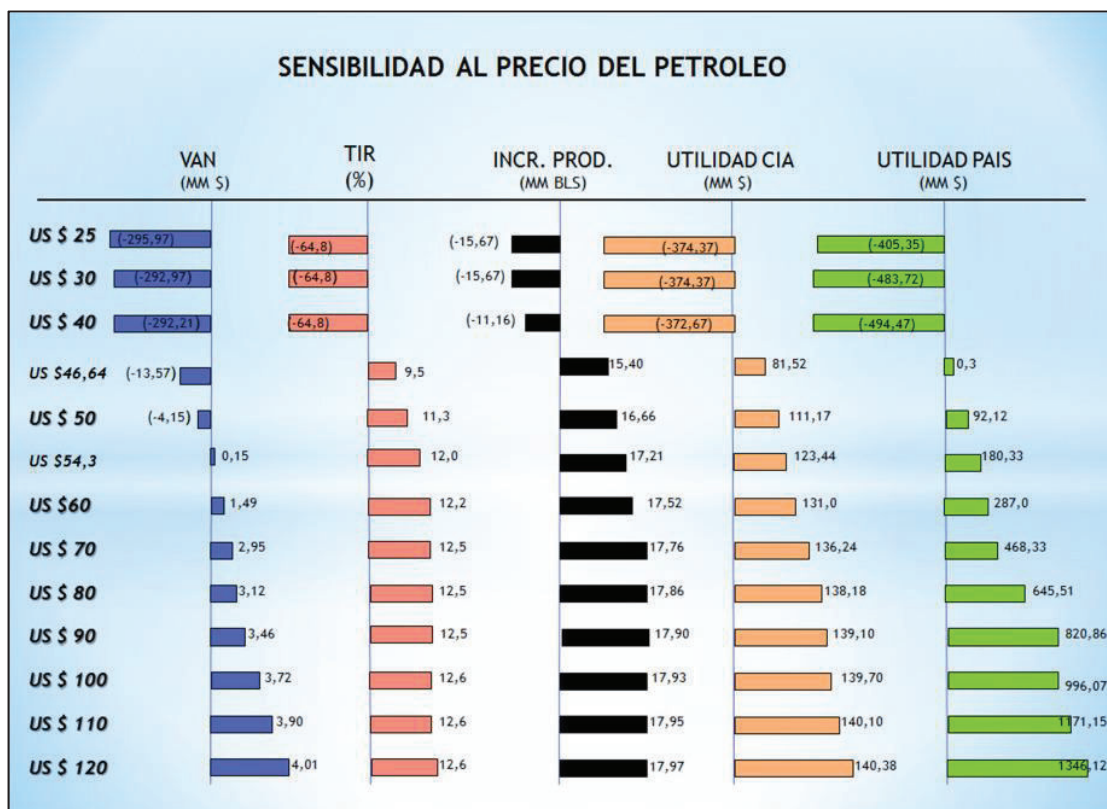 SENSIBILIDAD AL PRECIO DEL PETROLEO
VAN TIR INCR. PROD. UTILIDAD CIA UTILIDAD PAIS
(MM $) (%) (MM BLS) (MM $) (MM $)
US $ 25 (-295,97) (-64,8) (-15,67) (-374,37) (-405,35)
US $ 30 (-292,97) (-64,8) (-15,67) (-374,37) (-483,72)
US $ 40 (-292,21) (-64,8) (-11,16) (-372,67) (-494,47)
US $46,64 (-13,57) 9,5 15,40 81,52 0,3
US $ 50 (-4,15) 11,3 16,66 111,17 92,12
US $54,3 0,15 12,0 17,21 123,44 180,33
US $60 1,49 12,2 17,52 131,0 287,0
US $ 70 2,95 12,5 17,76 136,24 468,33
US $ 80 3,12 12,5 17,86 138,18 645,51
US $ 90 3,46 12,5 17,90 139,10 820,86
US $ 100 3,72 12,6 17,93 139,70 996,07
US $ 110 3,90 12,6 17,95 140,10 1171,15
US $ 120 4,01 12,6 17,97 140,38 1346,12